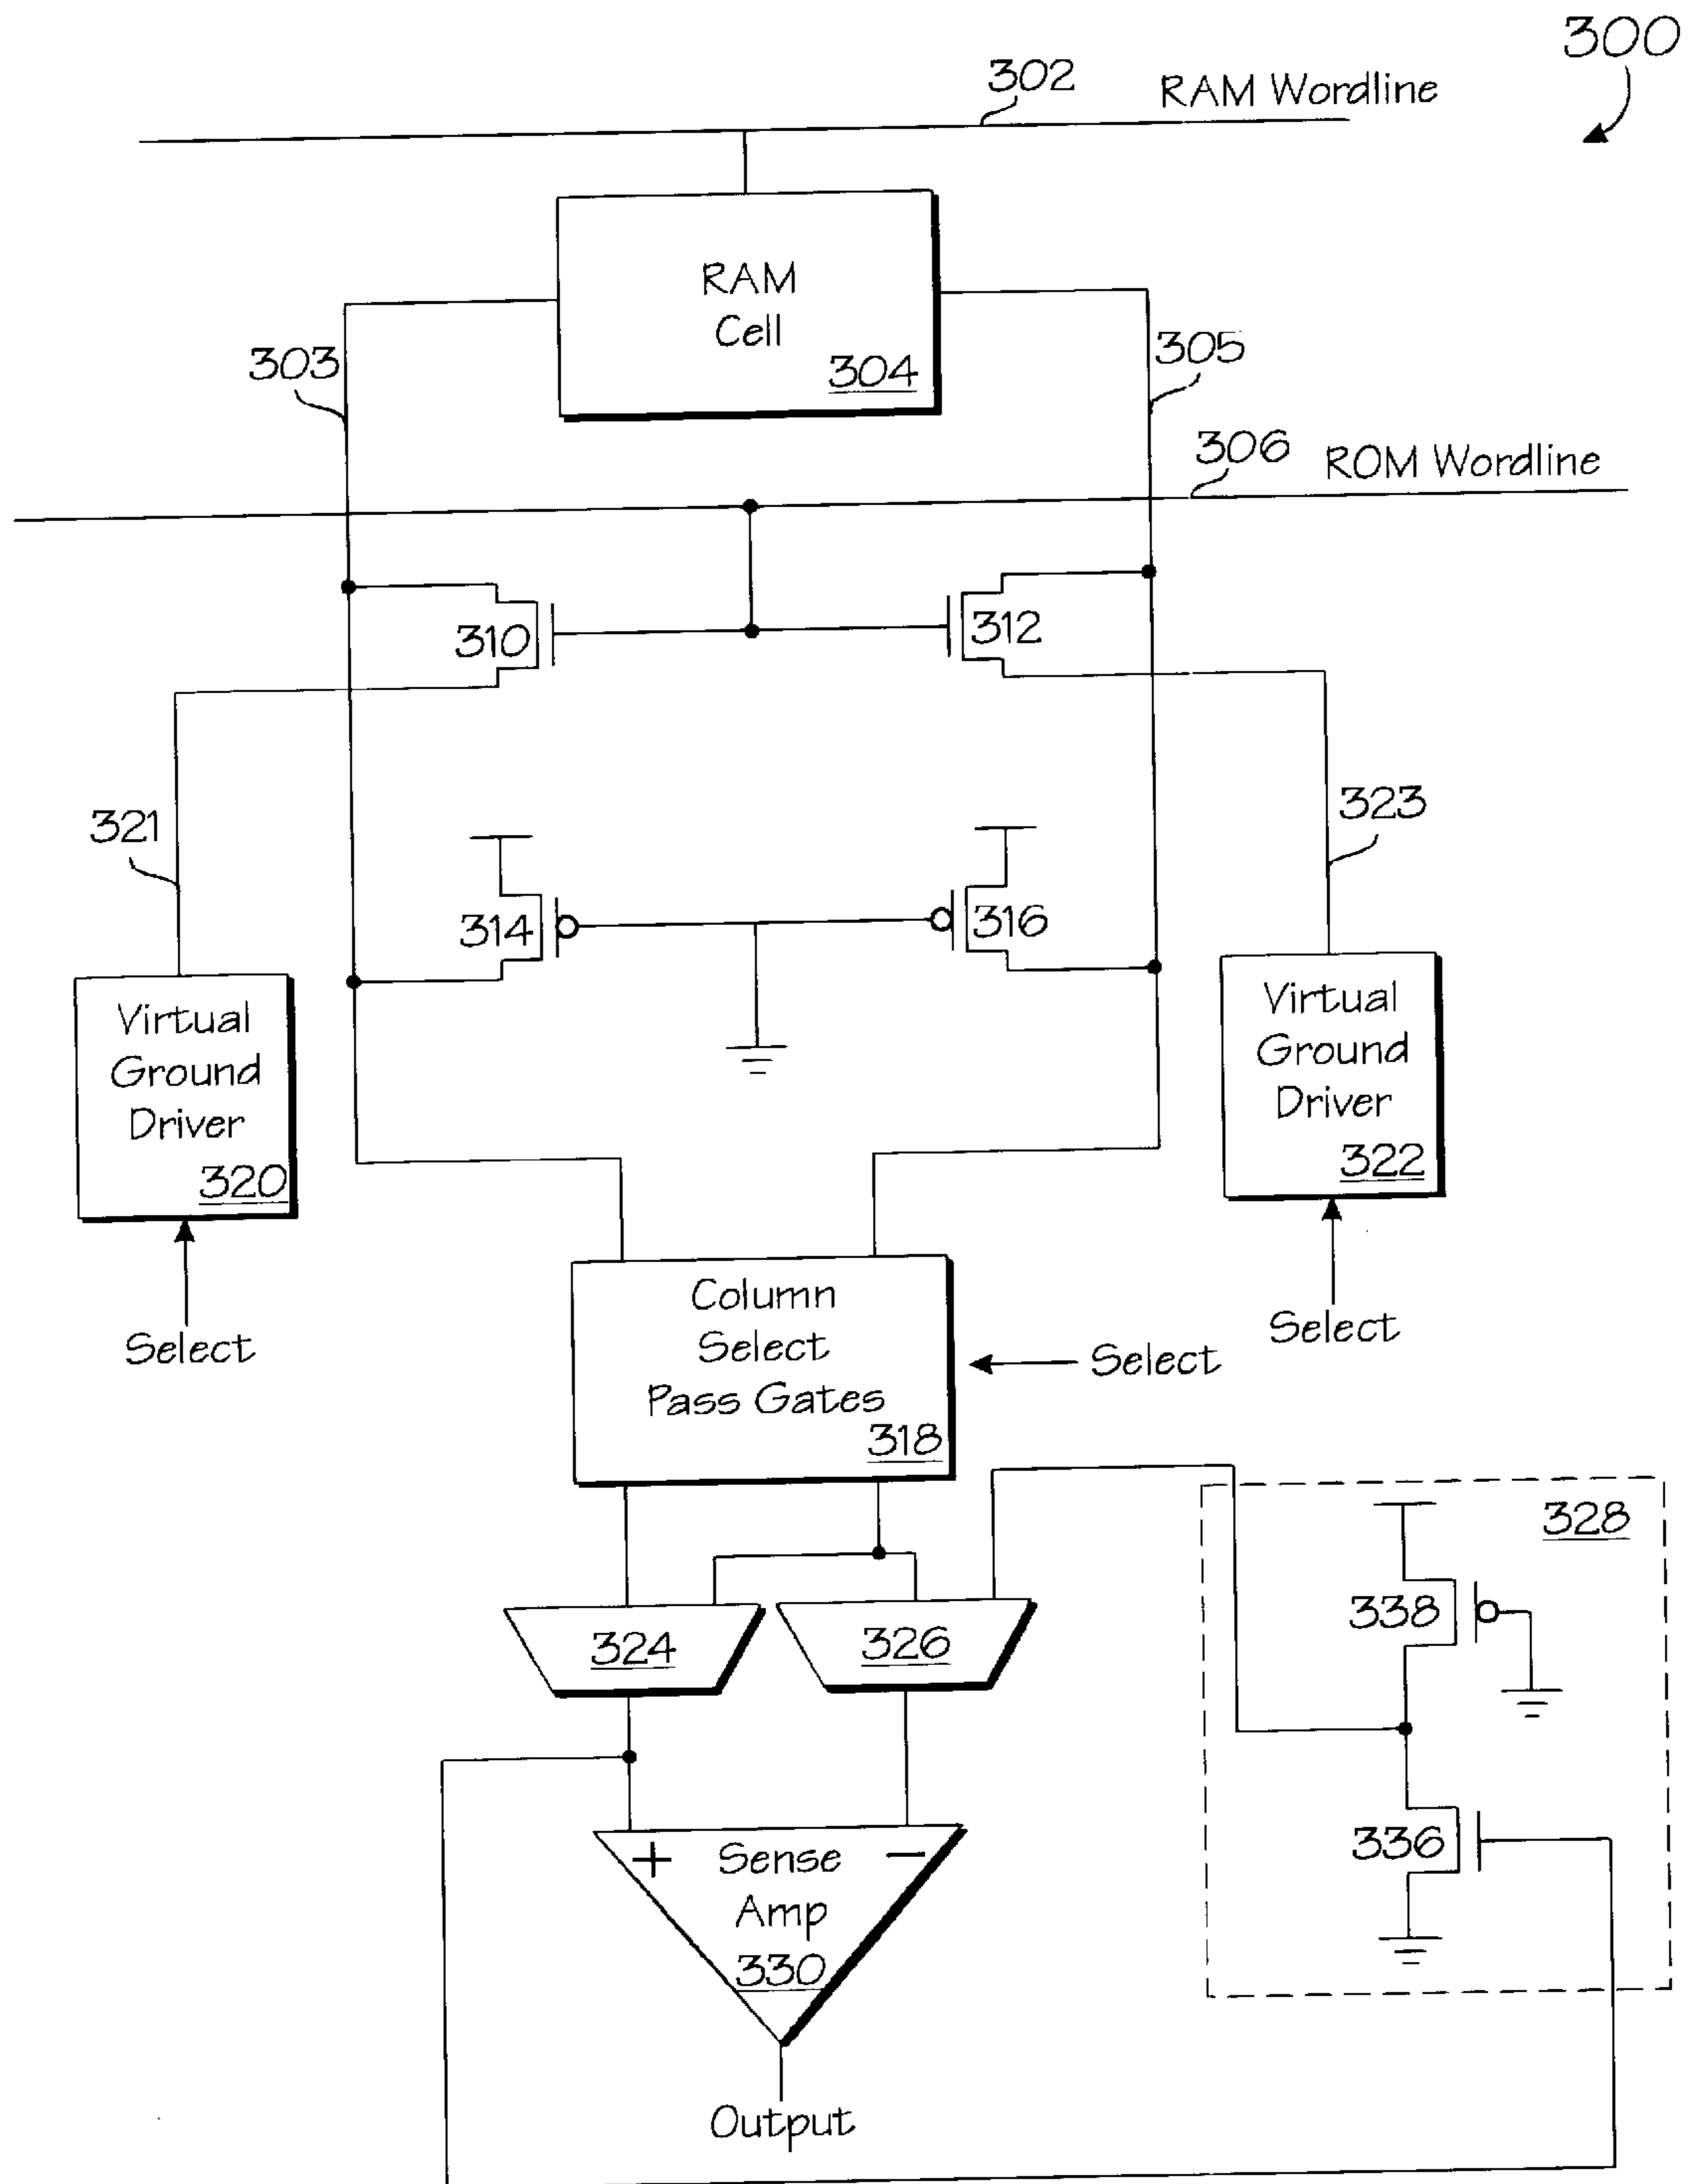 300
302
RAM Wordline
RAM
Cell
304
303
305
306
ROM Wordline
310
312
321
323
314
316
Virtual
Ground
Driver
320
Virtual
Ground
Driver
322
Select
Select
Column
Select
Pass Gates
318
Select
328
324
326
338
336
+
Sense
−
Amp
330
Output